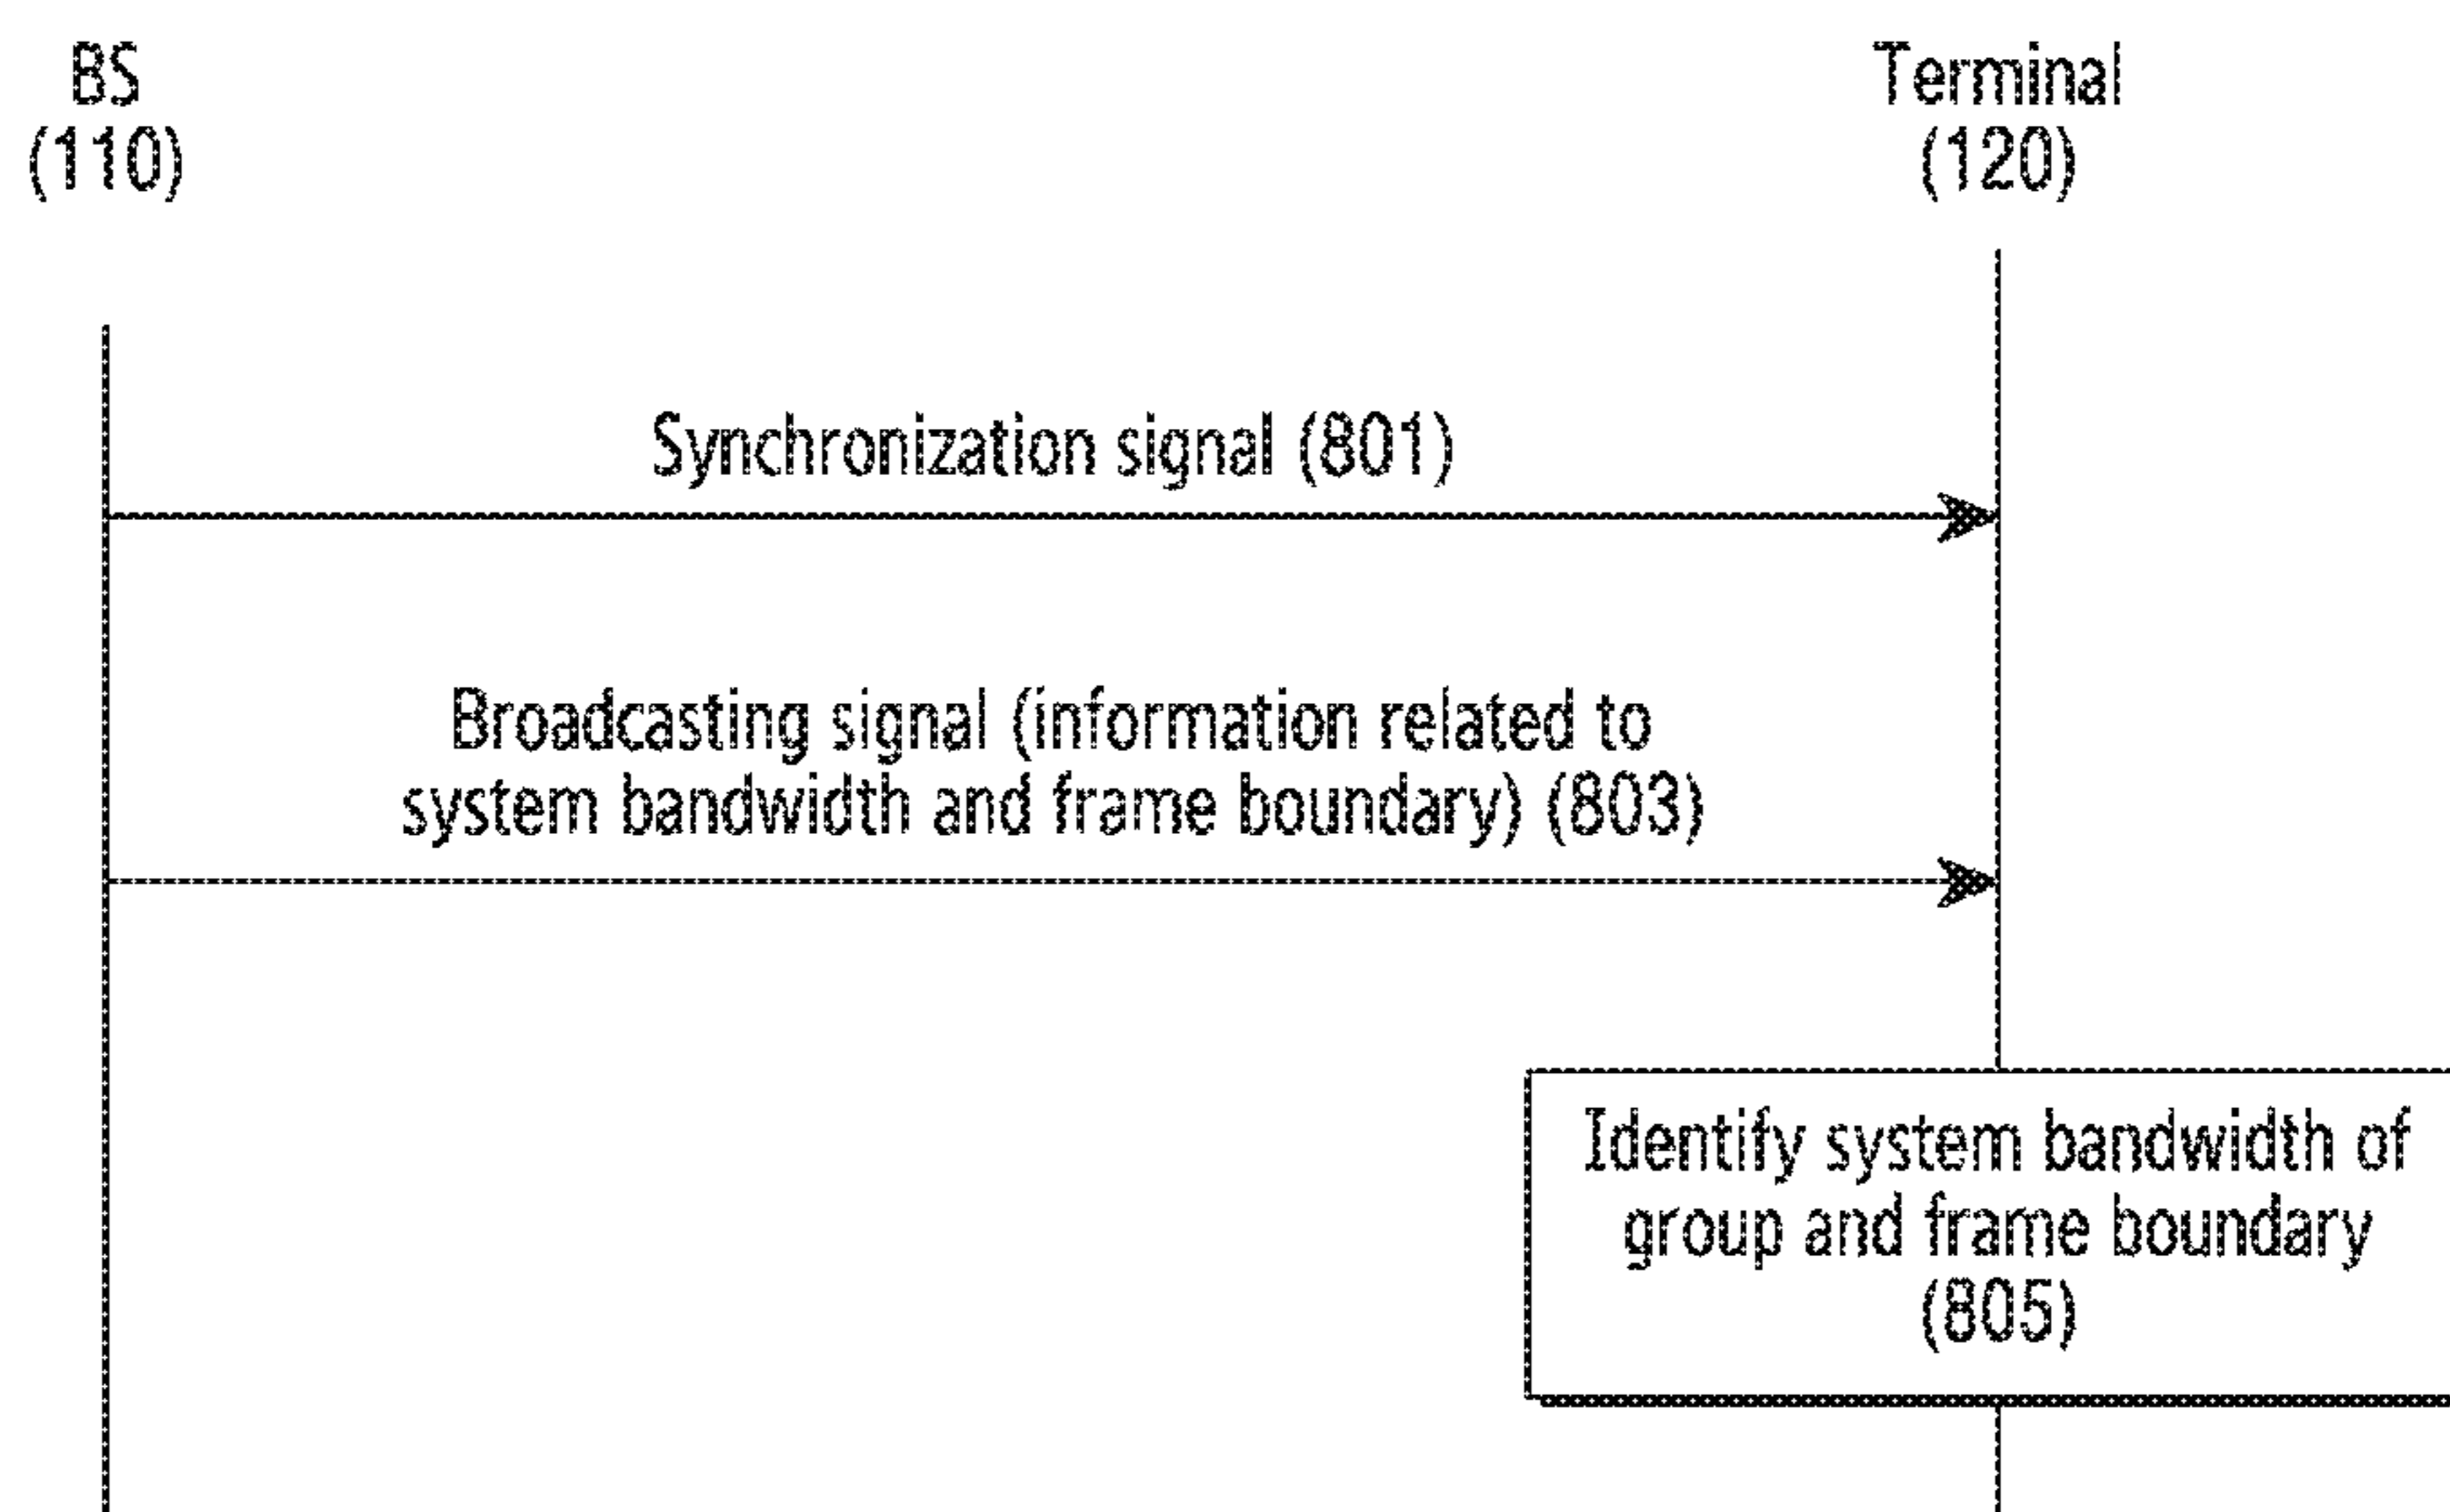 BS
(110)
Terminal
(120)
Synchronization signal (801)
Broadcasting signal (information related to
system bandwidth and frame boundary) (803)
Identify system bandwidth of
group and frame boundary
(805)